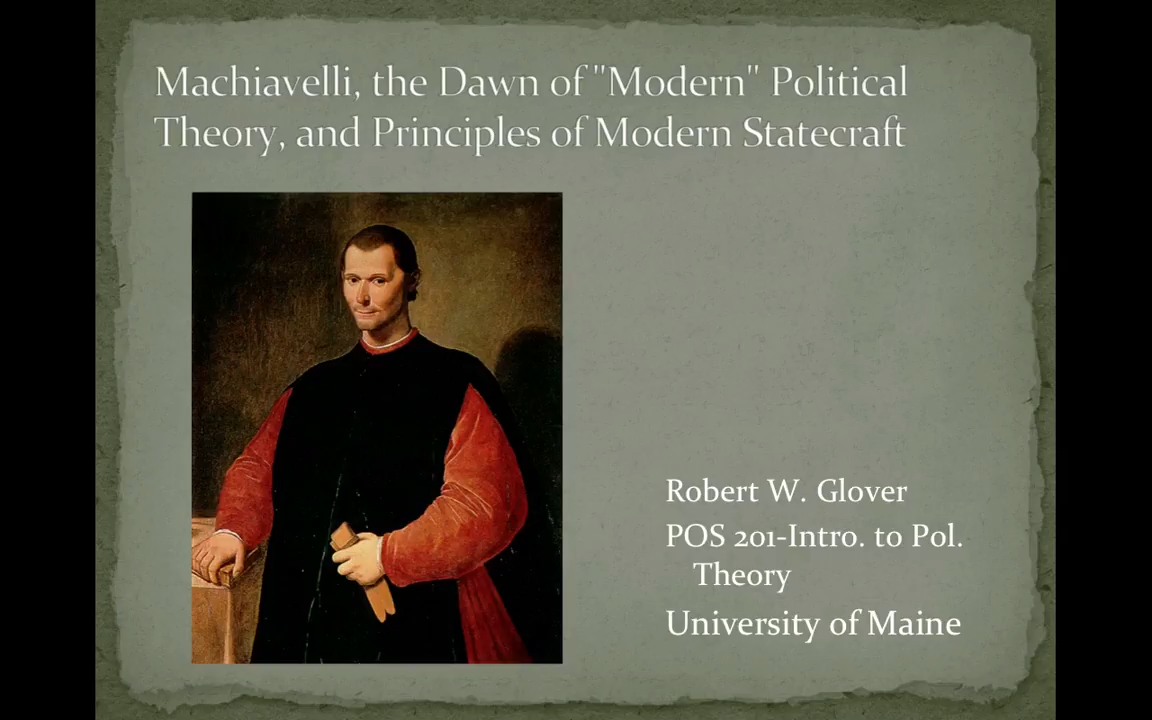 Machiavelli, the Dawn of "Modern" Political
Theory, and Principles of Modern Statecraft
Robert W. Glover
POS 201-Intro. to Pol.
Theory
University of Maine